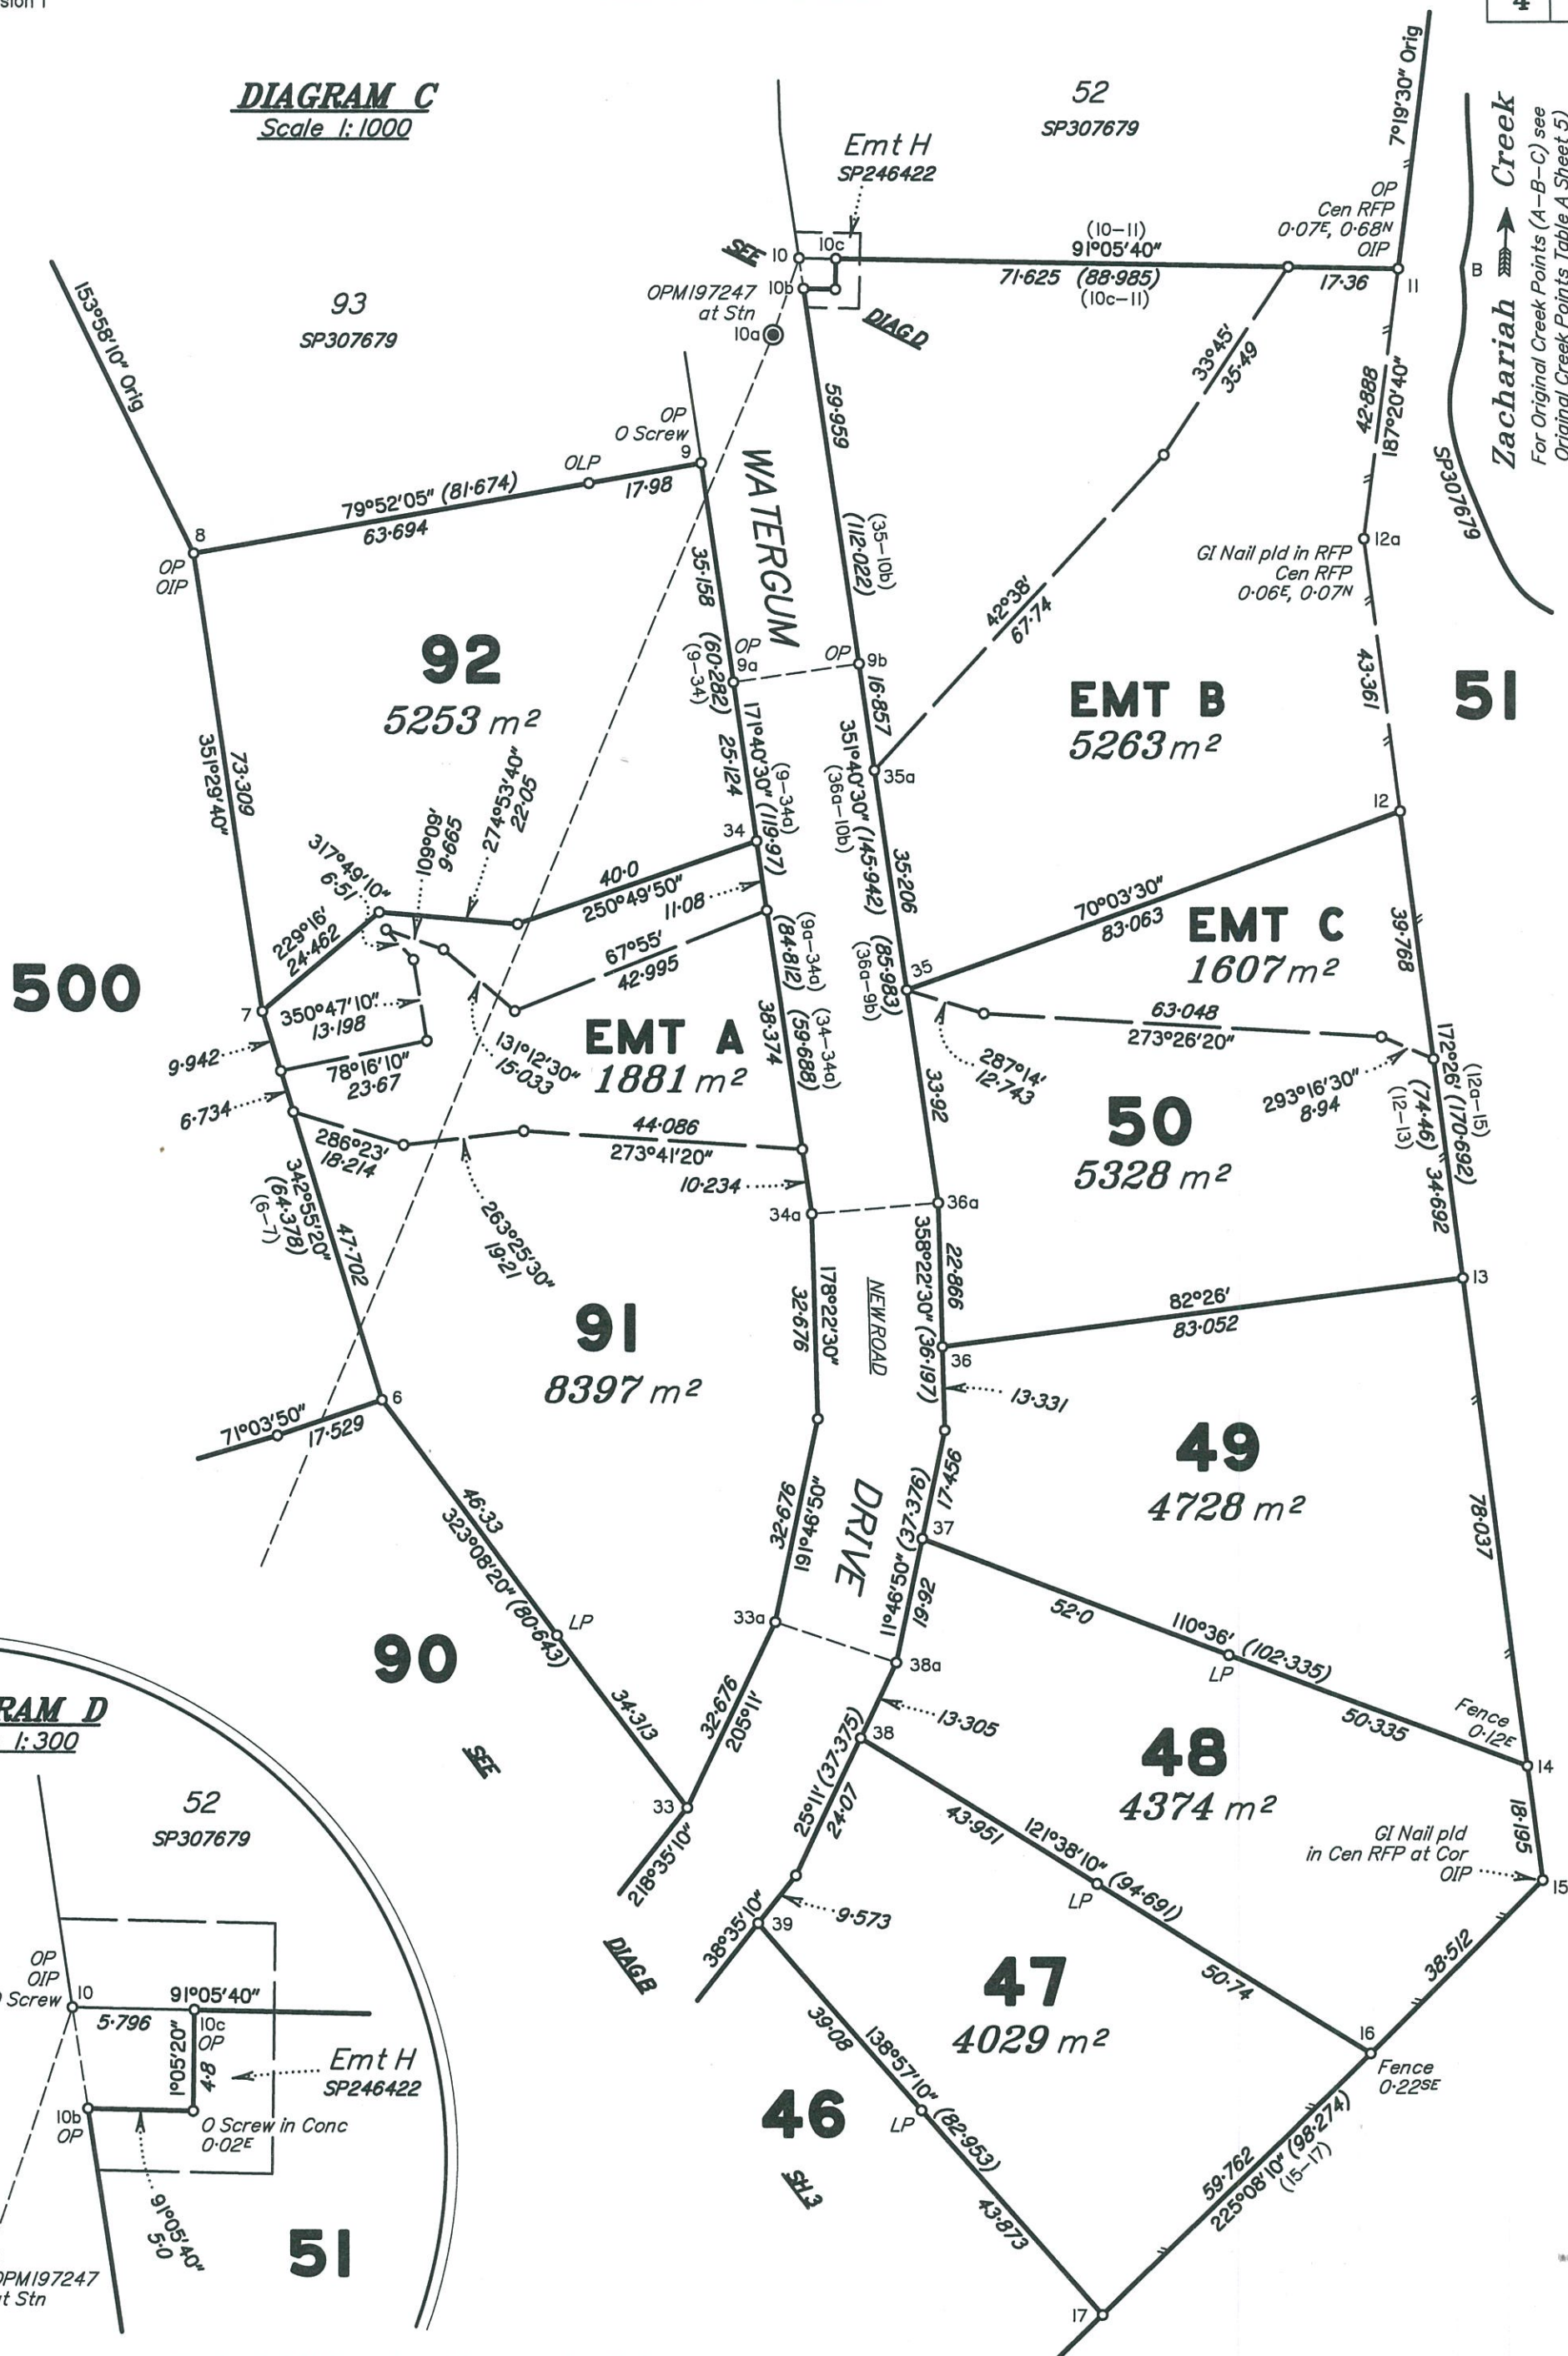 sion 1
4
DIAGRAM C
Scale 1:1000
52
SP307679
7°19'30" Orig
Zachariah Creek
For Original Creek Points (A-B-C) see
Original Creek Points Table A Sheet 5)
B
SP307679
Emt H
SP246422
OP
Cen RFP
0·07E, 0·68N
OIP
SEE
10
10c
(10-11)
91°05'40"
71·625 (88·985)
(10c-11)
17·36
11
10b
OPM197247
at Stn
10a
DIAG D
153°58'10" Orig
93
SP307679
33°45'
35·49
42·888
187°20'40"
59·959
OP
O Screw
9
OLP
79°52'05" (81·674)
63·694
17·98
8
OP
OIP
WATERGUM
(35-10b)
(112·022)
12a
GI Nail pld in RFP
Cen RFP
0·06E, 0·07N
42°38'
67·74
35·158
(60·282)
(9-34)
OP
9a
OP
9b
92
5253 m²
16·857
EMT B
5263 m²
43·361
51
351°29'40"
73·309
171°40'30" (119·97)
(9-34a)
25·124
351°40'30" (145·942)
(36a-10b)
35a
12
274°53'40"
22·05
109°09'
9·665
317°49'10"
6·51
34
40·0
250°49'50"
11·08
35·206
70°03'30"
83·063
EMT C
1607 m²
39·768
229°16'
24·462
67°55'
42·995
(9a-34a)
(84·812)
(85·983)
(36a-9b)
35
500
7
350°47'10"
13·198
EMT A
1881 m²
131°12'30"
15·033
38·374
(59·688)
(34-34a)
63·048
273°26'20"
287°14'
12·743
293°16'30"
8·94
172°26' (170·692)
(12a-15)
(74·46)
(12-13)
9·942
78°16'10"
23·67
6·734
33·92
50
5328 m²
34·692
286°23'
18·214
44·086
273°41'20"
10·234
263°25'30"
19·21
342°55'20"
(64·378)
(6-7)
47·702
34a
36a
178°22'30"
32·676
NEW ROAD
358°22'30" (36·197)
22·866
13
82°26'
83·052
36
91
8397 m²
13·331
6
71°03'50"
17·529
49
4728 m²
78·037
46·33
323°08'20" (80·643)
LP
34·313
32·676
191°46'50"
DRIVE
17·456
11°46'50" (37·376)
37
19·92
52·0
110°36' (102·335)
LP
50·335
33a
38a
90
32·676
205°11'
13·305
38
Fence
0·12E
14
48
4374 m²
18·195
SEE
33
218°35'10"
25°11' (37·375)
24·07
43·951
121°38'10" (94·691)
LP
50·74
GI Nail pld
in Cen RFP at Cor
OIP
15
9·573
39
38°35'10"
DIAG B
47
4029 m²
38·512
16
Fence
0·22SE
39·08
138°57'10" (82·953)
LP
43·873
46
SH 3
59·762
225°08'10" (98·274)
(15-17)
17
RAM D
1:300
52
SP307679
OP
OIP
Screw
10
91°05'40"
5·796
10c
OP
1°05'20"
4·8
Emt H
SP246422
10b
OP
O Screw in Conc
0·02E
91°05'40"
5·0
51
OPM197247
at Stn